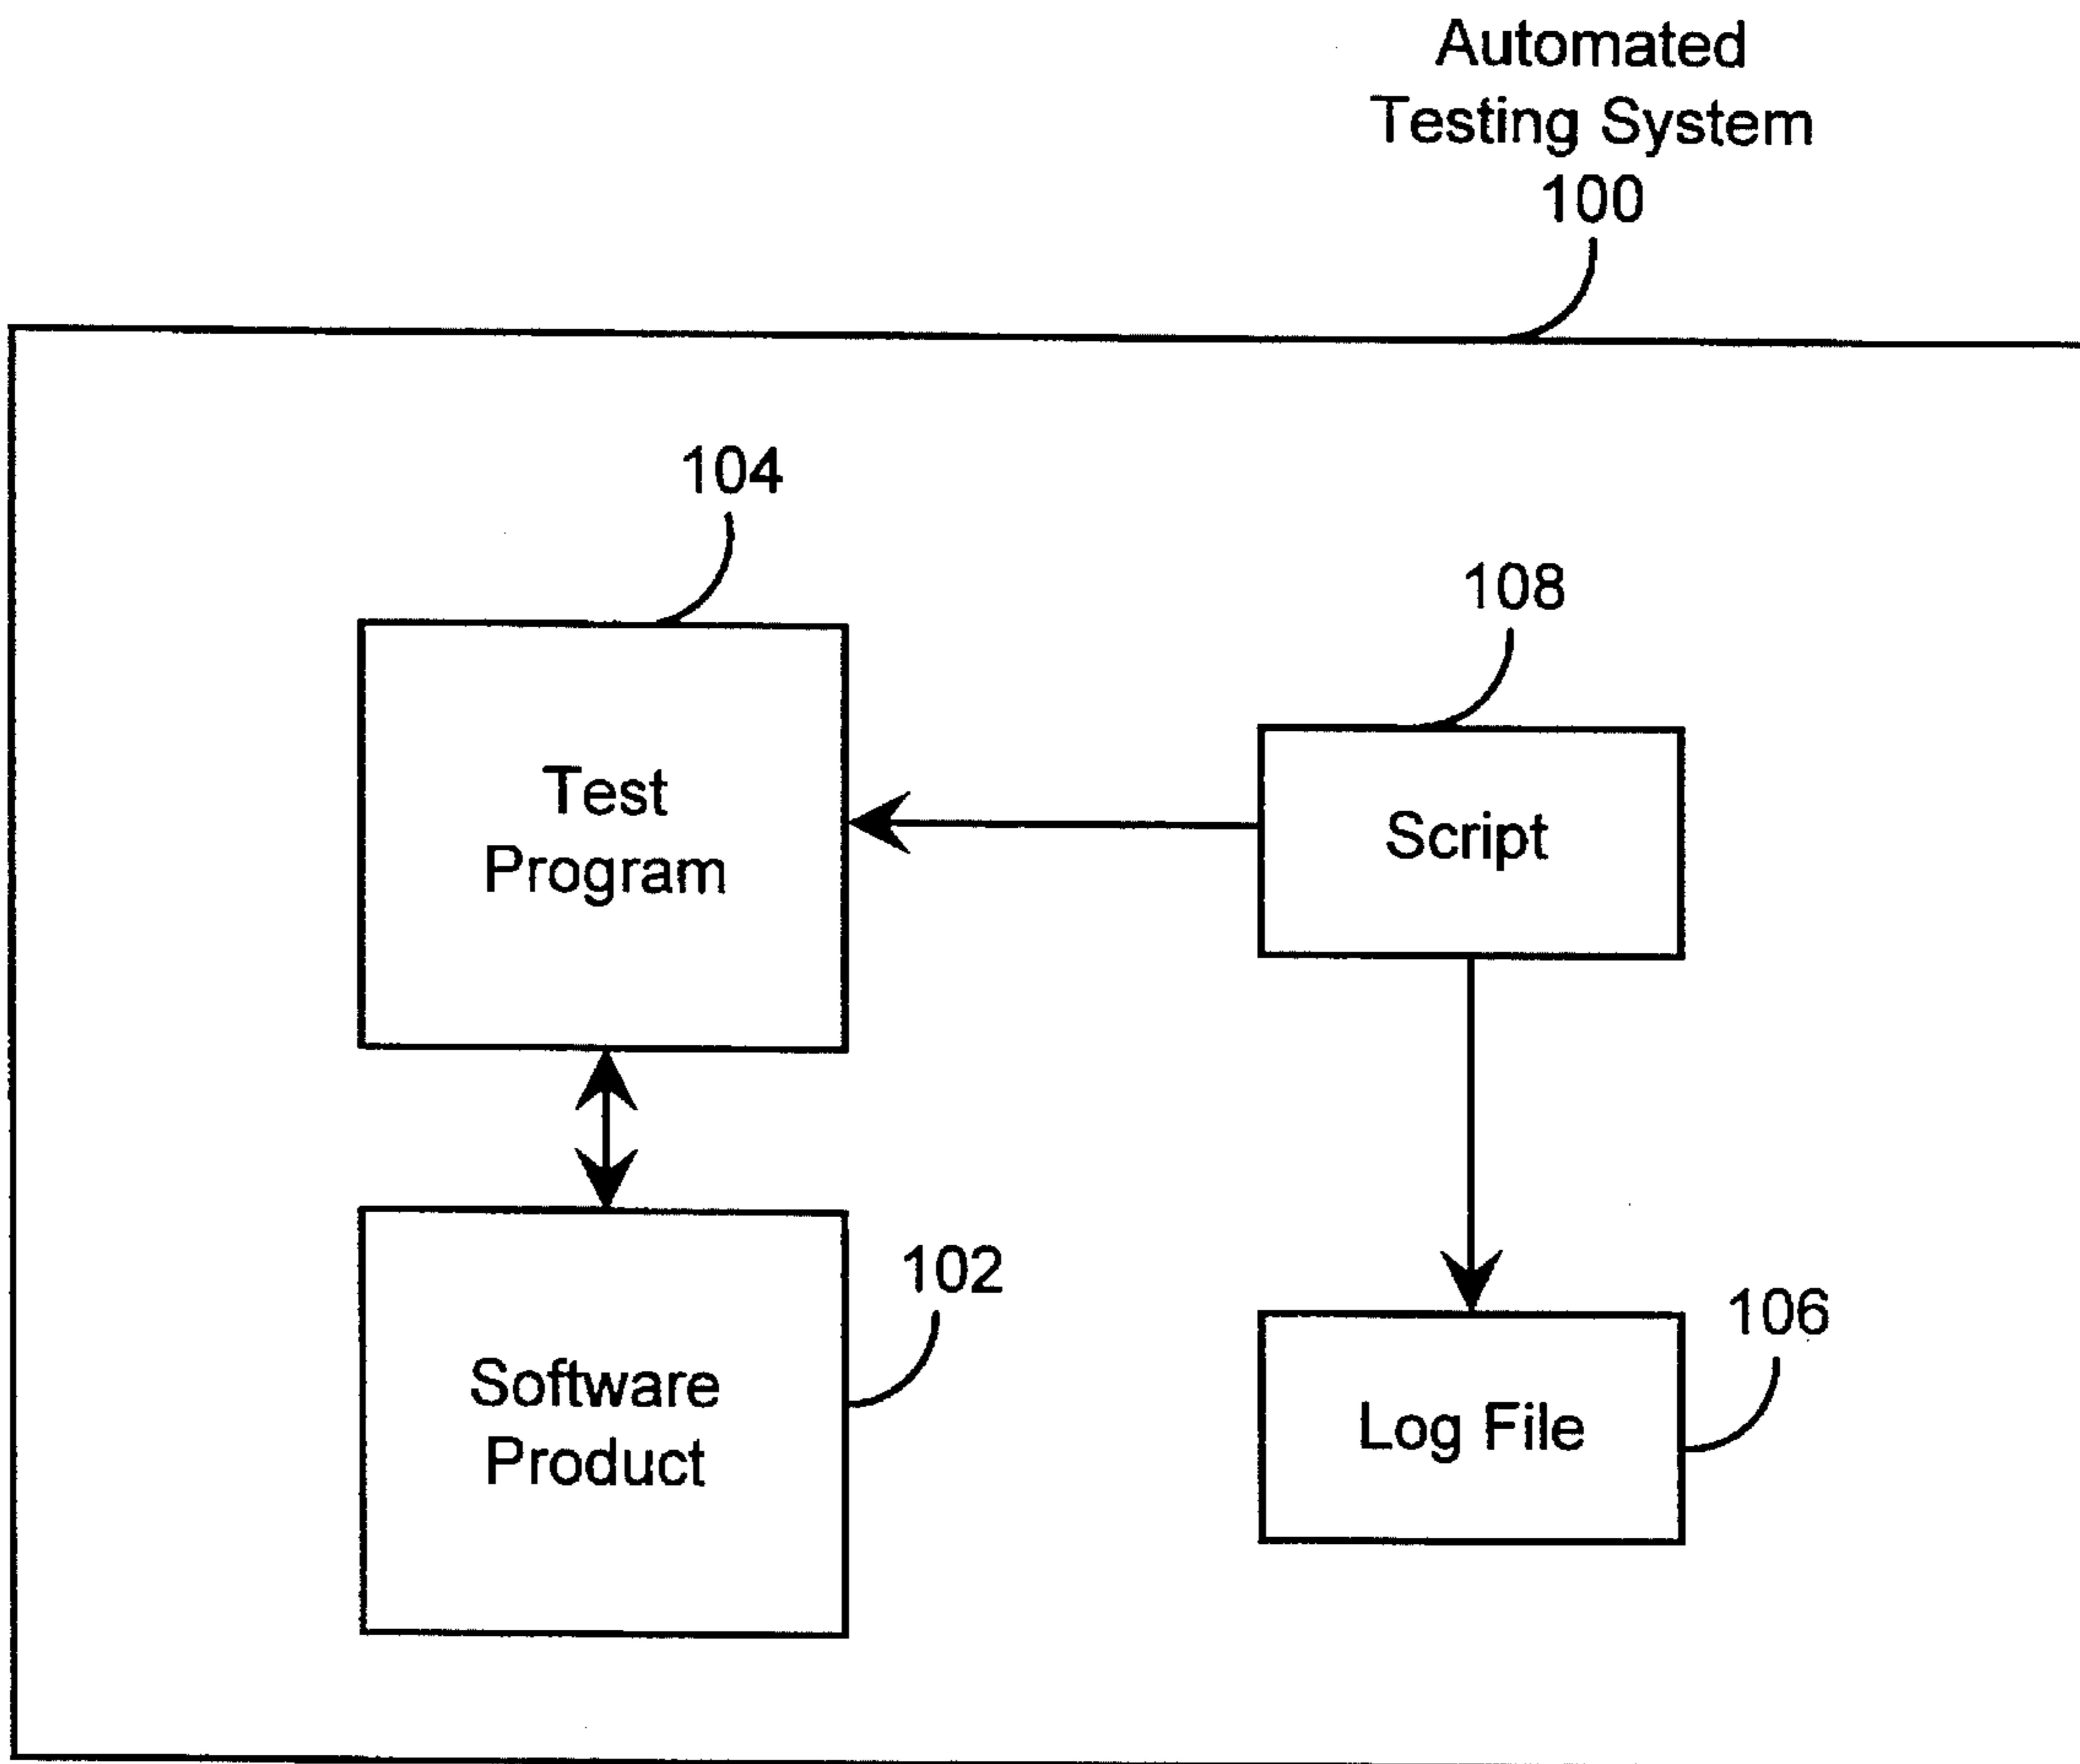 Automated
Testing System
100
104
108
Test
Program
Script
102
106
Software
Product
Log File